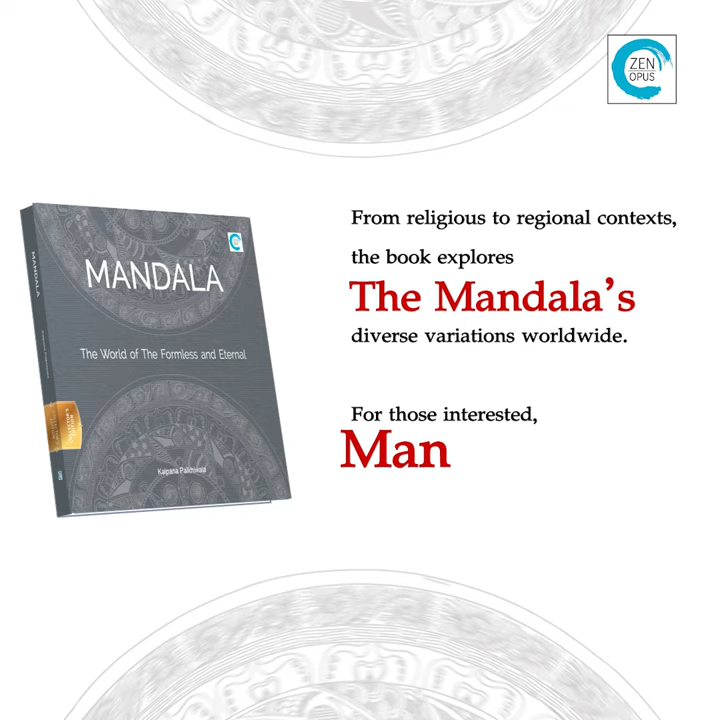 ZEN
OPUS
From religious to regional contexts,
the book explores
The Mandala’s
diverse variations worldwide.
For those interested,
Man
MANDALA
The World of The Formless and Eternal
Kalpana Palkhiwala
MANDALA